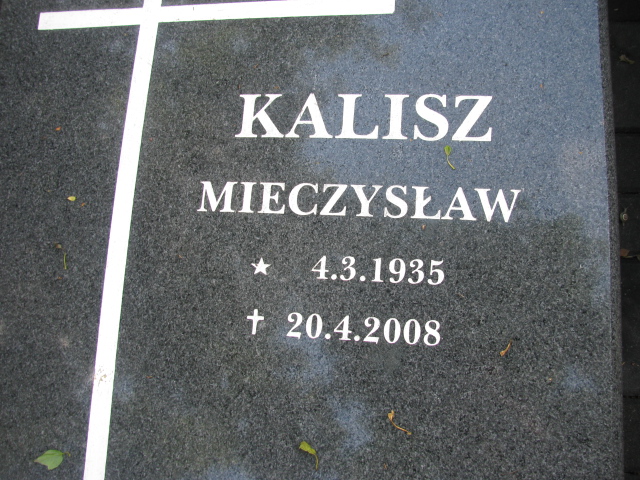 KALISZ
MIECZYSŁAW
★ 4.3.1935
✝ 20.4.2008